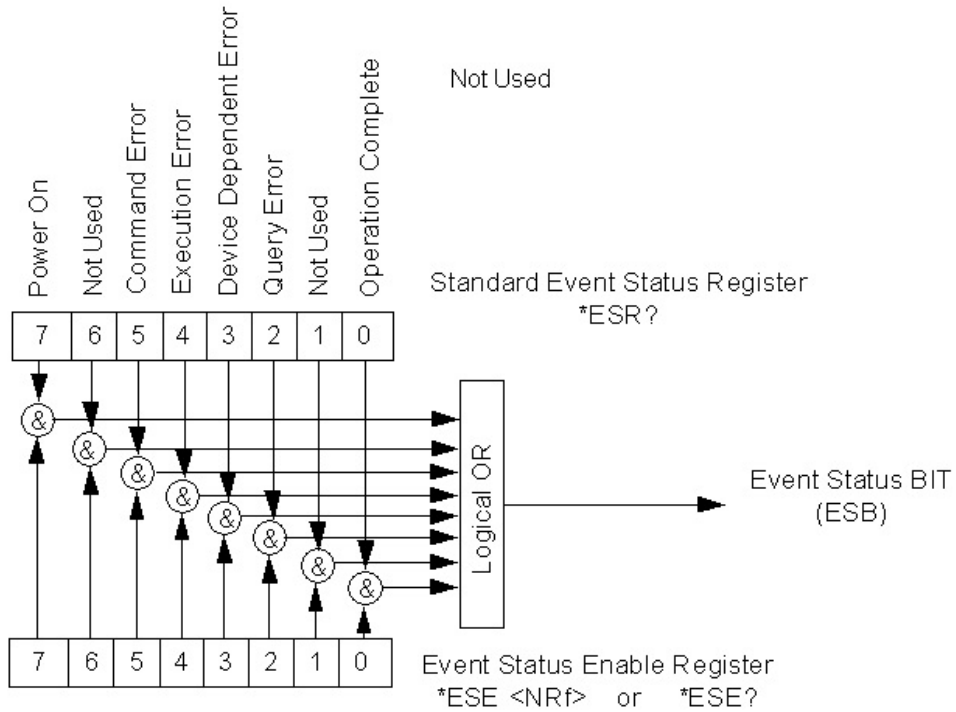 Not Used
Power On
Not Used
Command Error
Execution Error
Device Dependent Error
Query Error
Not Used
Operation Complete
Standard Event Status Register
*ESR?
7 6 5 4 3 2 1 0
&
&
&
&
&
&
&
&
Logical OR
Event Status BIT
(ESB)
7 6 5 4 3 2 1 0
Event Status Enable Register
*ESE <NRf> or *ESE?